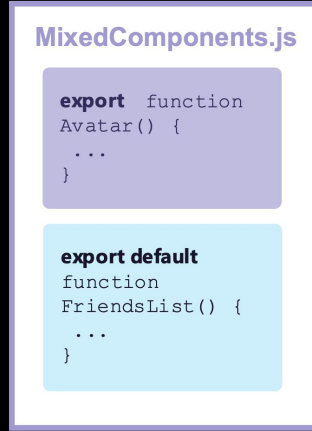 MixedComponents.js
export function
Avatar() {
...
}
export default
function
FriendsList() {
...
}